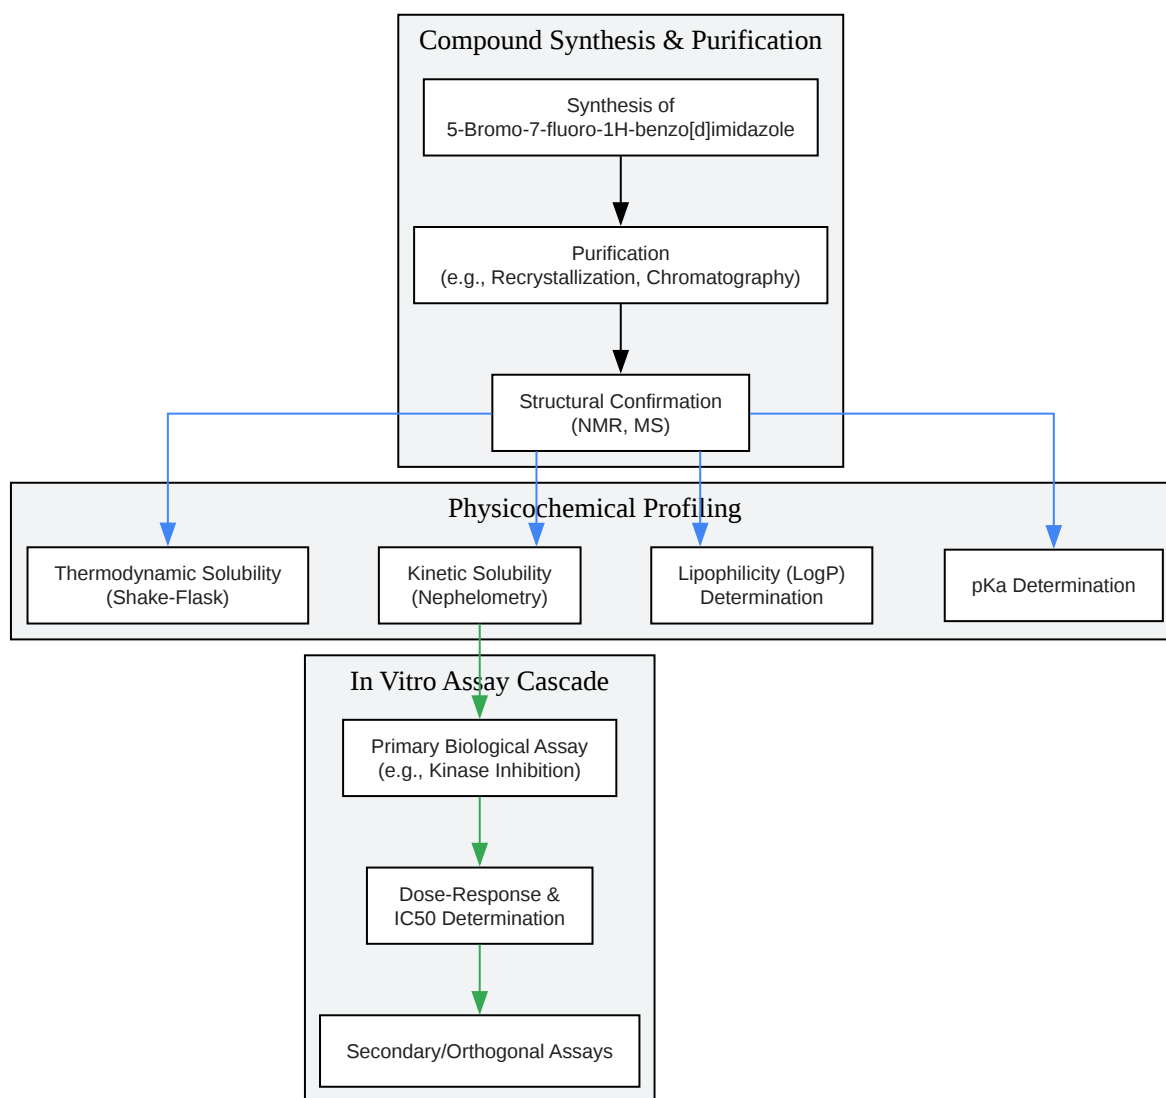 Compound Synthesis & Purification
Synthesis of
5-Bromo-7-fluoro-1H-benzo[d]imidazole
Purification
(e.g., Recrystallization, Chromatography)
Structural Confirmation
(NMR, MS)
Physicochemical Profiling
Thermodynamic Solubility
(Shake-Flask)
Kinetic Solubility
(Nephelometry)
Lipophilicity (LogP)
Determination
pKa Determination
In Vitro Assay Cascade
Primary Biological Assay
(e.g., Kinase Inhibition)
Dose-Response &
IC50 Determination
Secondary/Orthogonal Assays